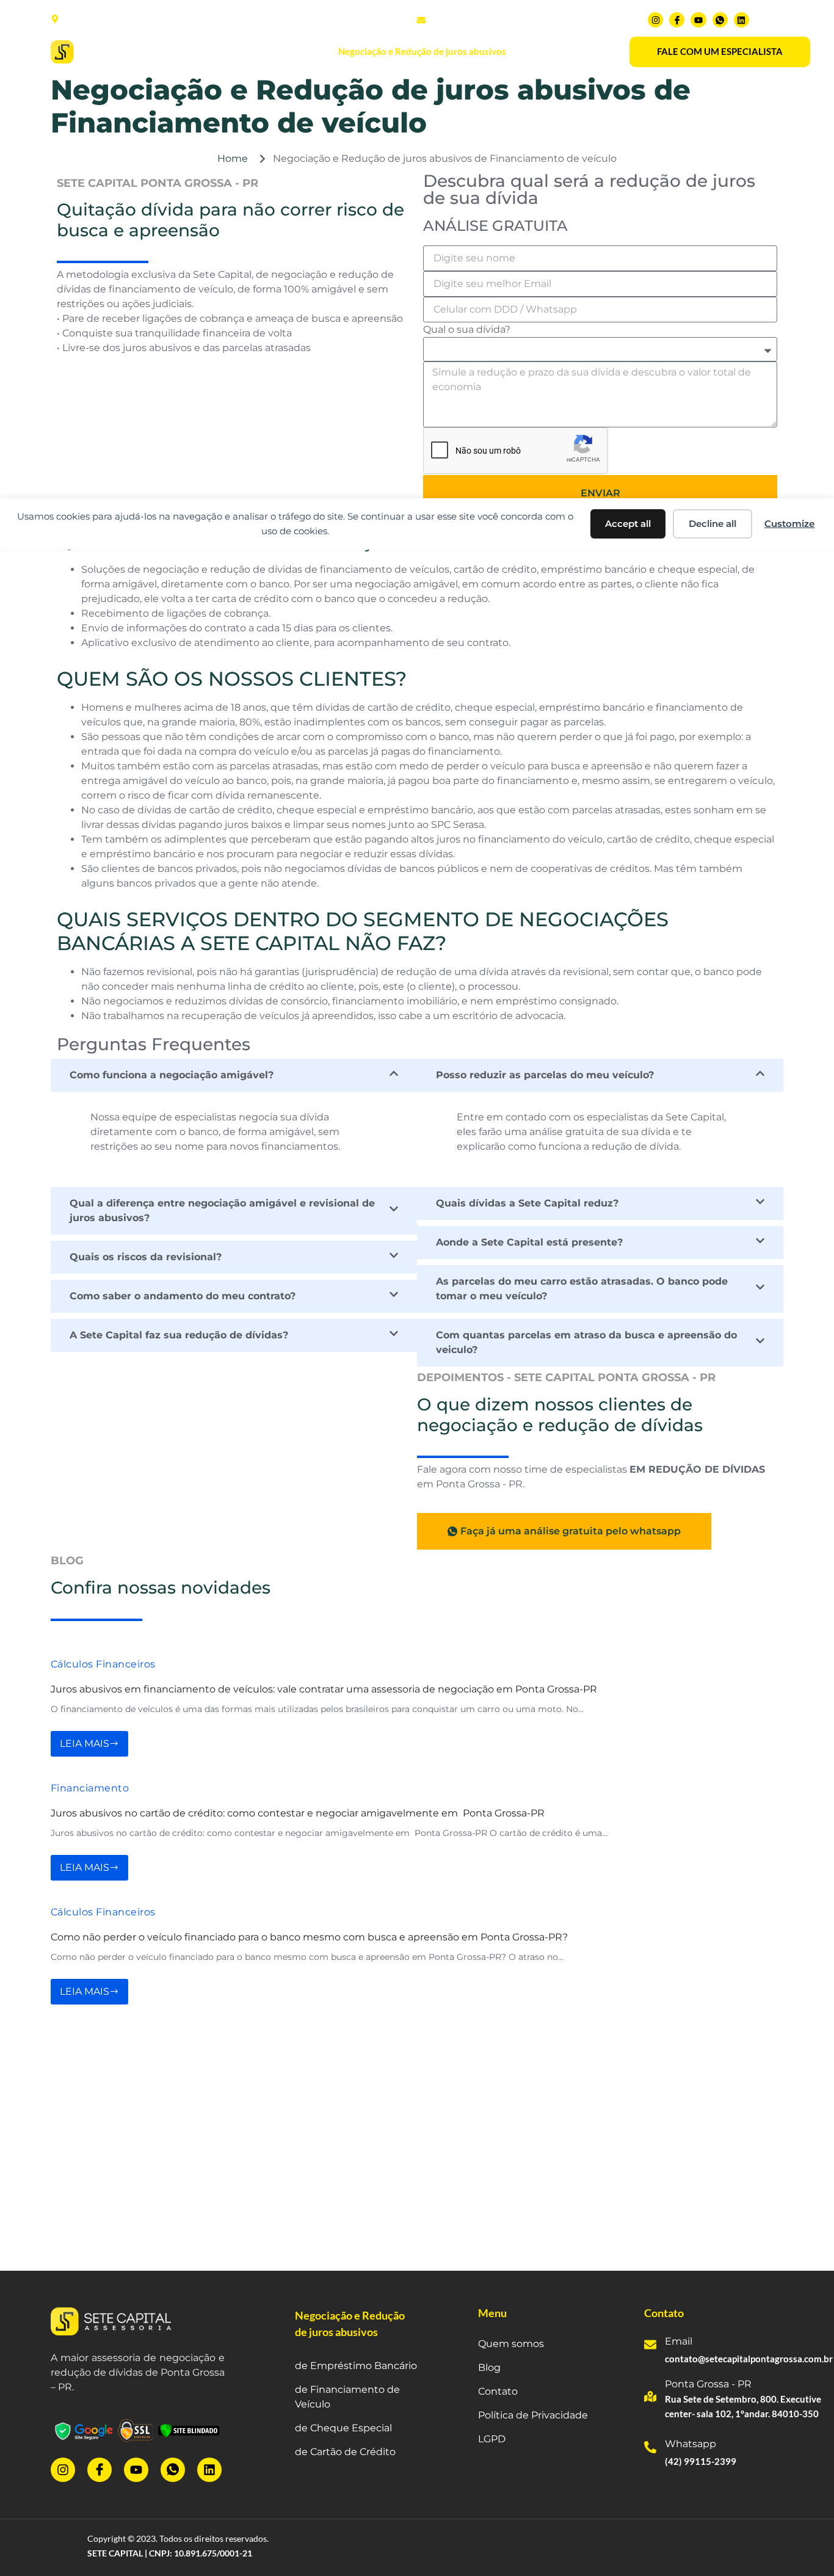 Negociação e Redução de juros abusivos
FALE COM UM ESPECIALISTA
Negociação e Redução de juros abusivos de
Financiamento de veículo
Home
Negociação e Redução de juros abusivos de Financiamento de veículo
SETE CAPITAL PONTA GROSSA - PR
Quitação dívida para não correr risco de
busca e apreensão
A metodologia exclusiva da Sete Capital, de negociação e redução de
dívidas de financiamento de veículo, de forma 100% amigável e sem
restrições ou ações judiciais.
• Pare de receber ligações de cobrança e ameaça de busca e apreensão
• Conquiste sua tranquilidade financeira de volta
• Livre-se dos juros abusivos e das parcelas atrasadas
Descubra qual será a redução de juros
de sua dívida
ANÁLISE GRATUITA
Digite seu nome
Digite seu melhor Email
Celular com DDD / Whatsapp
Qual o sua dívida?
Simule a redução e prazo da sua dívida e descubra o valor total de
economia
Não sou um robô
reCAPTCHA
ENVIAR
Usamos cookies para ajudá-los na navegação e analisar o tráfego do site. Se continuar a usar esse site você concorda com o
uso de cookies.
Accept all
Decline all
Customize
• Soluções de negociação e redução de dívidas de financiamento de veículos, cartão de crédito, empréstimo bancário e cheque especial, de
forma amigável, diretamente com o banco. Por ser uma negociação amigável, em comum acordo entre as partes, o cliente não fica
prejudicado, ele volta a ter carta de crédito com o banco que o concedeu a redução.
• Recebimento de ligações de cobrança.
• Envio de informações do contrato a cada 15 dias para os clientes.
• Aplicativo exclusivo de atendimento ao cliente, para acompanhamento de seu contrato.
QUEM SÃO OS NOSSOS CLIENTES?
• Homens e mulheres acima de 18 anos, que têm dívidas de cartão de crédito, cheque especial, empréstimo bancário e financiamento de
veículos que, na grande maioria, 80%, estão inadimplentes com os bancos, sem conseguir pagar as parcelas.
• São pessoas que não têm condições de arcar com o compromisso com o banco, mas não querem perder o que já foi pago, por exemplo: a
entrada que foi dada na compra do veículo e/ou as parcelas já pagas do financiamento.
• Muitos também estão com as parcelas atrasadas, mas estão com medo de perder o veículo para busca e apreensão e não querem fazer a
entrega amigável do veículo ao banco, pois, na grande maioria, já pagou boa parte do financiamento e, mesmo assim, se entregarem o veículo,
correm o risco de ficar com dívida remanescente.
• No caso de dívidas de cartão de crédito, cheque especial e empréstimo bancário, aos que estão com parcelas atrasadas, estes sonham em se
livrar dessas dívidas pagando juros baixos e limpar seus nomes junto ao SPC Serasa.
• Tem também os adimplentes que perceberam que estão pagando altos juros no financiamento do veículo, cartão de crédito, cheque especial
e empréstimo bancário e nos procuram para negociar e reduzir essas dívidas.
• São clientes de bancos privados, pois não negociamos dívidas de bancos públicos e nem de cooperativas de créditos. Mas têm também
alguns bancos privados que a gente não atende.
QUAIS SERVIÇOS DENTRO DO SEGMENTO DE NEGOCIAÇÕES
BANCÁRIAS A SETE CAPITAL NÃO FAZ?
• Não fazemos revisional, pois não há garantias (jurisprudência) de redução de uma dívida através da revisional, sem contar que, o banco pode
não conceder mais nenhuma linha de crédito ao cliente, pois, este (o cliente), o processou.
• Não negociamos e reduzimos dívidas de consórcio, financiamento imobiliário, e nem empréstimo consignado.
• Não trabalhamos na recuperação de veículos já apreendidos, isso cabe a um escritório de advocacia.
Perguntas Frequentes
Como funciona a negociação amigável?
Nossa equipe de especialistas negocia sua dívida
diretamente com o banco, de forma amigável, sem
restrições ao seu nome para novos financiamentos.
Qual a diferença entre negociação amigável e revisional de
juros abusivos?
Quais os riscos da revisional?
Como saber o andamento do meu contrato?
A Sete Capital faz sua redução de dívidas?
Posso reduzir as parcelas do meu veículo?
Entre em contado com os especialistas da Sete Capital,
eles farão uma análise gratuita de sua dívida e te
explicarão como funciona a redução de dívida.
Quais dívidas a Sete Capital reduz?
Aonde a Sete Capital está presente?
As parcelas do meu carro estão atrasadas. O banco pode
tomar o meu veículo?
Com quantas parcelas em atraso da busca e apreensão do
veiculo?
DEPOIMENTOS - SETE CAPITAL PONTA GROSSA - PR
O que dizem nossos clientes de
negociação e redução de dívidas
Fale agora com nosso time de especialistas EM REDUÇÃO DE DÍVIDAS
em Ponta Grossa - PR.
Faça já uma análise gratuita pelo whatsapp
BLOG
Confira nossas novidades
Cálculos Financeiros
Juros abusivos em financiamento de veículos: vale contratar uma assessoria de negociação em Ponta Grossa-PR
O financiamento de veículos é uma das formas mais utilizadas pelos brasileiros para conquistar um carro ou uma moto. No...
LEIA MAIS→
Financiamento
Juros abusivos no cartão de crédito: como contestar e negociar amigavelmente em  Ponta Grossa-PR
Juros abusivos no cartão de crédito: como contestar e negociar amigavelmente em  Ponta Grossa-PR O cartão de crédito é uma...
LEIA MAIS→
Cálculos Financeiros
Como não perder o veículo financiado para o banco mesmo com busca e apreensão em Ponta Grossa-PR?
Como não perder o veículo financiado para o banco mesmo com busca e apreensão em Ponta Grossa-PR? O atraso no...
LEIA MAIS→
SETE CAPITAL
ASSESSORIA
A maior assessoria de negociação e
redução de dívidas de Ponta Grossa
– PR.
Google
Site Seguro
SSL
SITE BLINDADO
Negociação e Redução
de juros abusivos
de Empréstimo Bancário
de Financiamento de
Veículo
de Cheque Especial
de Cartão de Crédito
Menu
Quem somos
Blog
Contato
Política de Privacidade
LGPD
Contato
Email
contato@setecapitalpontagrossa.com.br
Ponta Grossa - PR
Rua Sete de Setembro, 800. Executive
center- sala 102, 1°andar. 84010-350
Whatsapp
(42) 99115-2399
Copyright © 2023. Todos os direitos reservados.
SETE CAPITAL | CNPJ: 10.891.675/0001-21